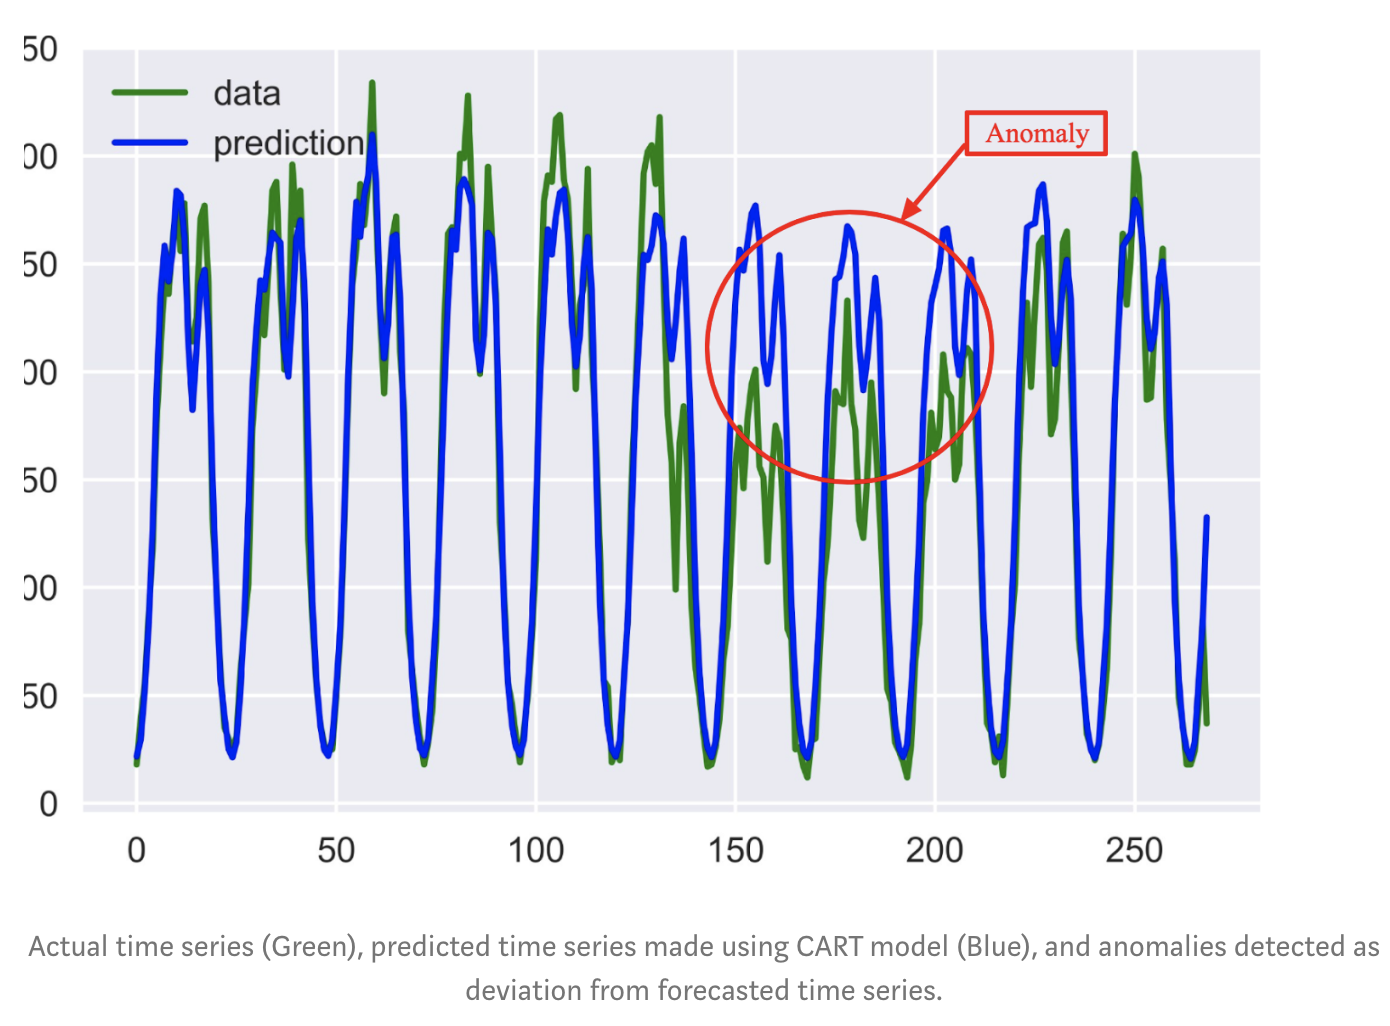 50
data
prediction
Anomaly
00
50
00
50
00
50
0
0 50 100 150 200 250
Actual time series (Green), predicted time series made using CART model (Blue), and anomalies detected as
deviation from forecasted time series.